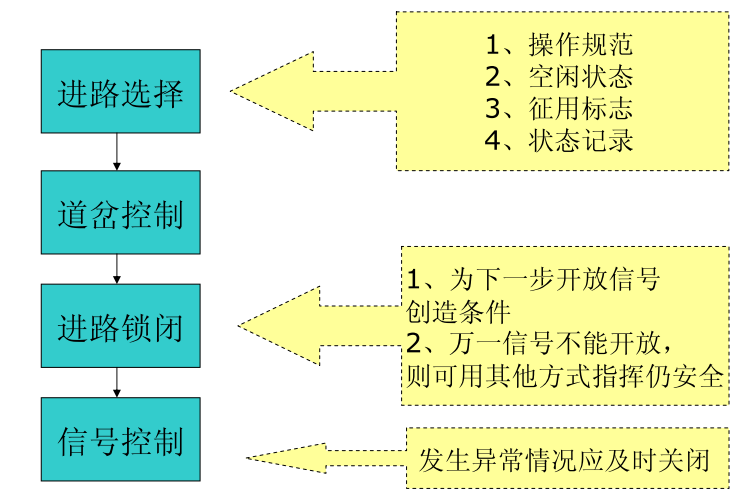 进路选择
1、操作规范
2、空闲状态
3、征用标志
4、状态记录
道岔控制
进路锁闭
1、为下一步开放信号
创造条件
2、万一信号不能开放，
则可用其他方式指挥仍安全
信号控制
发生异常情况应及时关闭